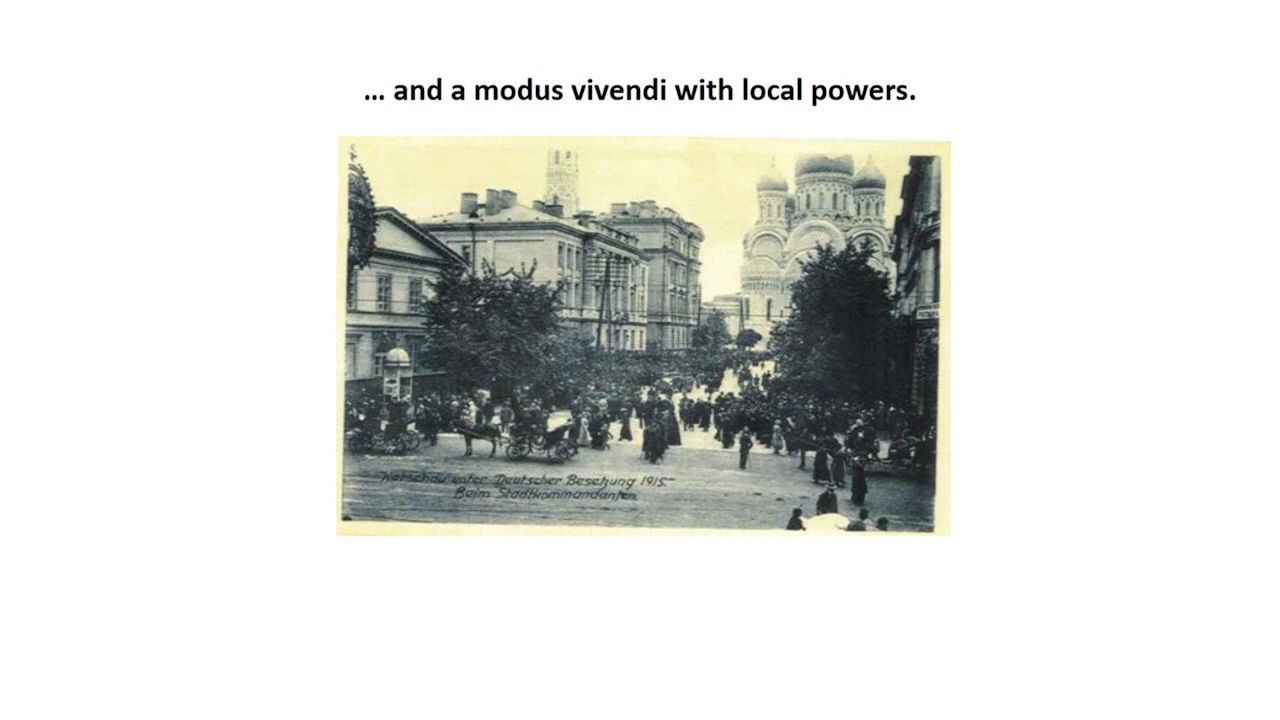 ... and a modus vivendi with local powers.
Warschau unter Deutscher Besetzung 1915.
Beim Stadtkommandanten.